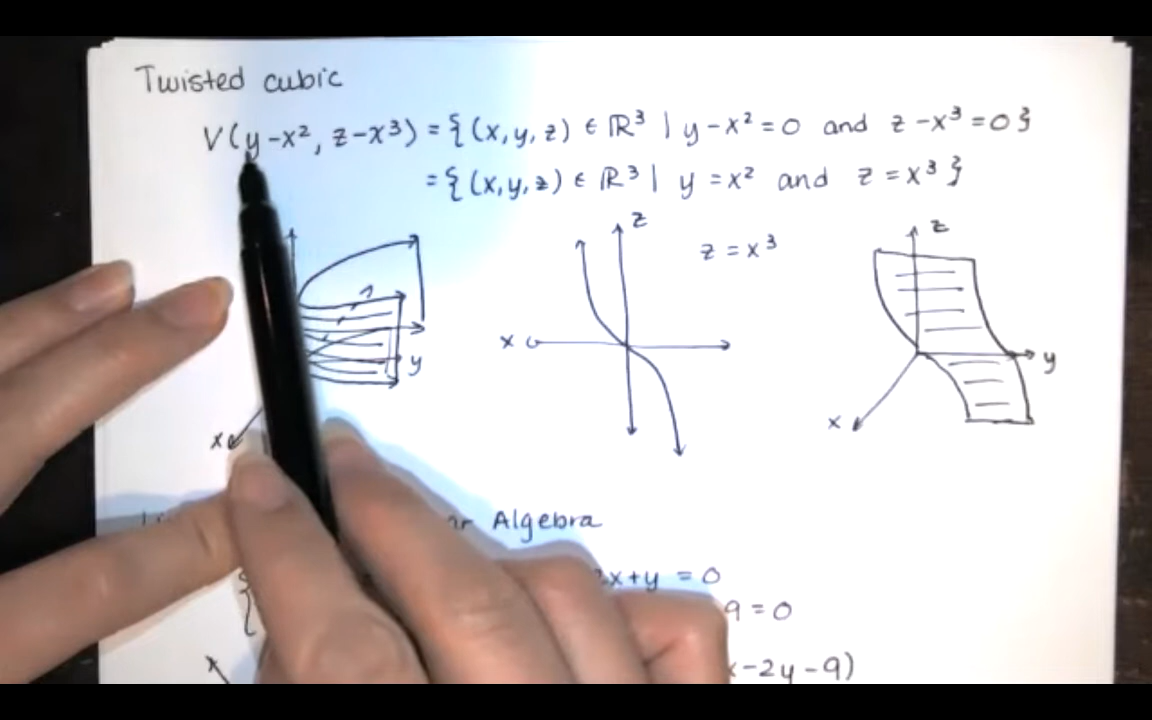 Twisted cubic
V(y-x², z-x³) = {(x,y,z) ∈ ℝ³ | y-x²=0 and z-x³=0}
= {(x,y,z) ∈ ℝ³ | y=x² and z=x³}
z
z = x³
z
y
x
y
x
x
Algebra
x+y = 0
9 = 0
-2y-9)